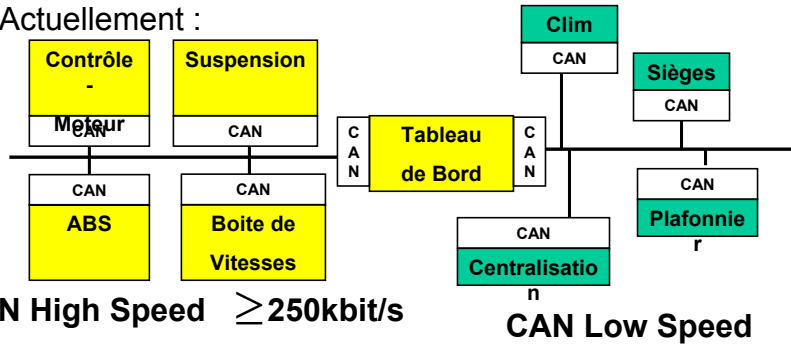 Actuellement :
Contrôle
-
Moteur
CAN
Suspension
CAN
CAN
ABS
CAN
Boite de
Vitesses
C
A
N
Tableau
de Bord
C
A
N
Clim
CAN
Sièges
CAN
CAN
Centralisatio
n
CAN
Plafonnie
r
N High Speed ≥250kbit/s
CAN Low Speed